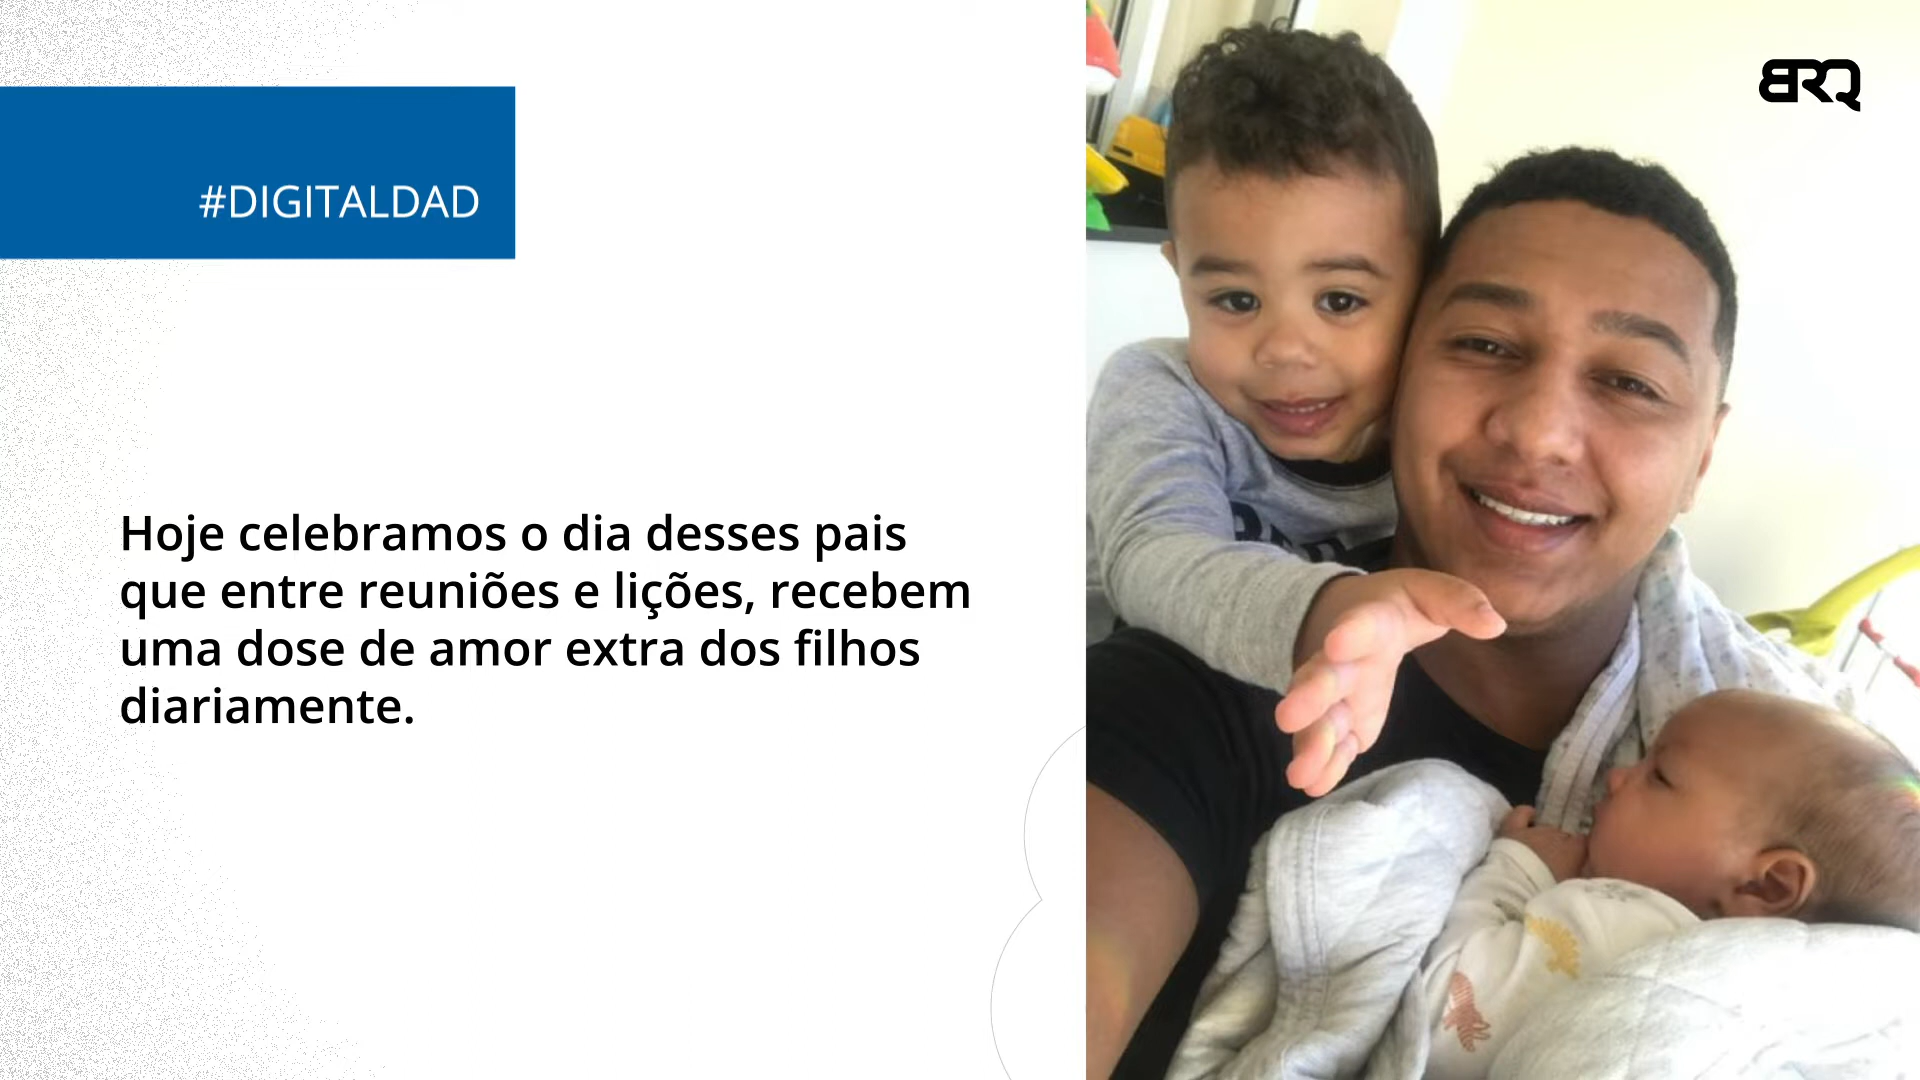 #DIGITALDAD
BRQ
Hoje celebramos o dia desses pais
que entre reuniões e lições, recebem
uma dose de amor extra dos filhos
diariamente.